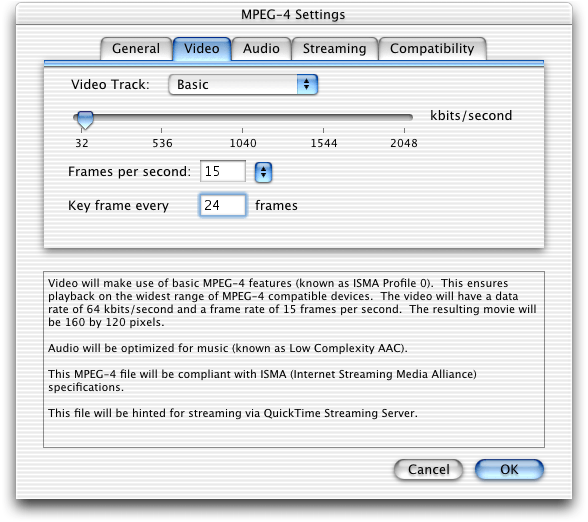 MPEG-4 Settings
General Video Audio Streaming Compatibility
Video Track: Basic
kbits/second
32 536 1040 1544 2048
Frames per second: 15
Key frame every 24 frames
Video will make use of basic MPEG-4 features (known as ISMA Profile 0). This ensures
playback on the widest range of MPEG-4 compatible devices. The video will have a data
rate of 64 kbits/second and a frame rate of 15 frames per second. The resulting movie will
be 160 by 120 pixels.
Audio will be optimized for music (known as Low Complexity AAC).
This MPEG-4 file will be compliant with ISMA (Internet Streaming Media Alliance)
specifications.
This file will be hinted for streaming via QuickTime Streaming Server.
Cancel OK